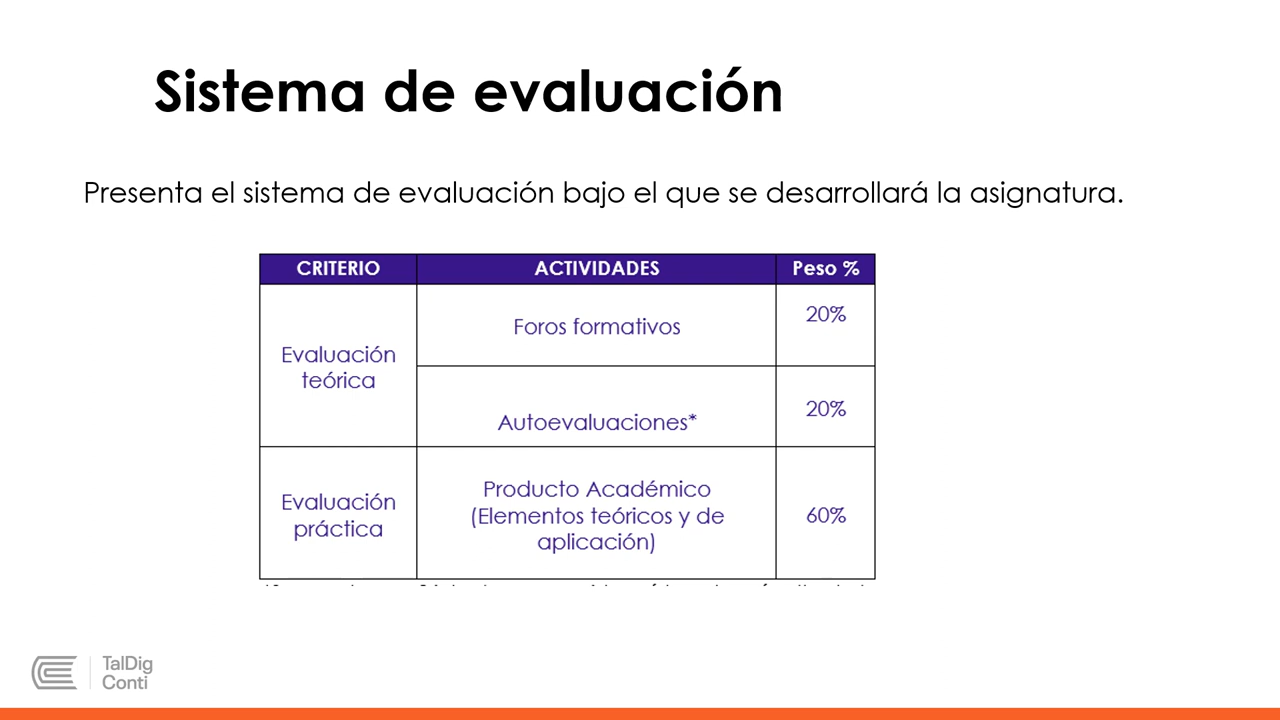 Sistema de evaluación
Presenta el sistema de evaluación bajo el que se desarrollará la asignatura.
CRITERIO ACTIVIDADES Peso %
Evaluación
teórica
Foros formativos
20%
Autoevaluaciones*
20%
Evaluación
práctica
Producto Académico
(Elementos teóricos y de
aplicación)
60%
TalDig
Conti